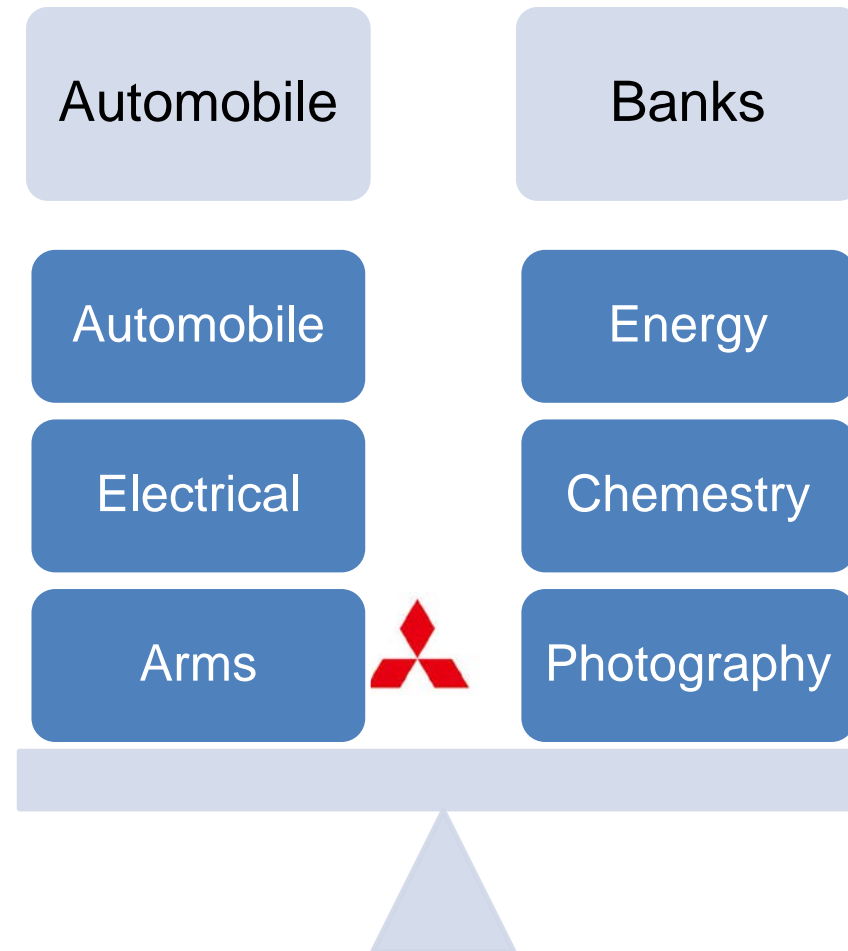 Automobile
Banks
Automobile
Energy
Electrical
Chemestry
Arms
Photography